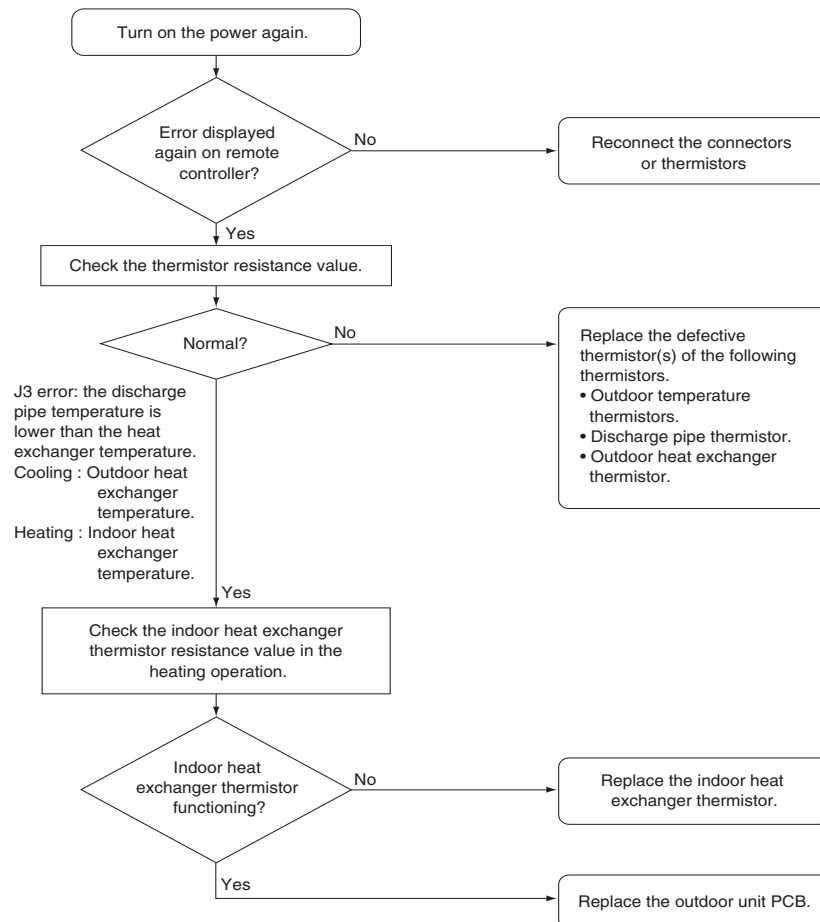 Turn on the power again.
Error displayed
again on remote
controller?
No
Reconnect the connectors
or thermistors
Yes
Check the thermistor resistance value.
Normal?
No
Replace the defective
thermistor(s) of the following
thermistors.
• Outdoor temperature
thermistors.
• Discharge pipe thermistor.
• Outdoor heat exchanger
thermistor.
J3 error: the discharge
pipe temperature is
lower than the heat
exchanger temperature.
Cooling : Outdoor heat
exchanger
temperature.
Heating : Indoor heat
exchanger
temperature.
Yes
Check the indoor heat exchanger
thermistor resistance value in the
heating operation.
Indoor heat
exchanger thermistor
functioning?
No
Replace the indoor heat
exchanger thermistor.
Yes
Replace the outdoor unit PCB.